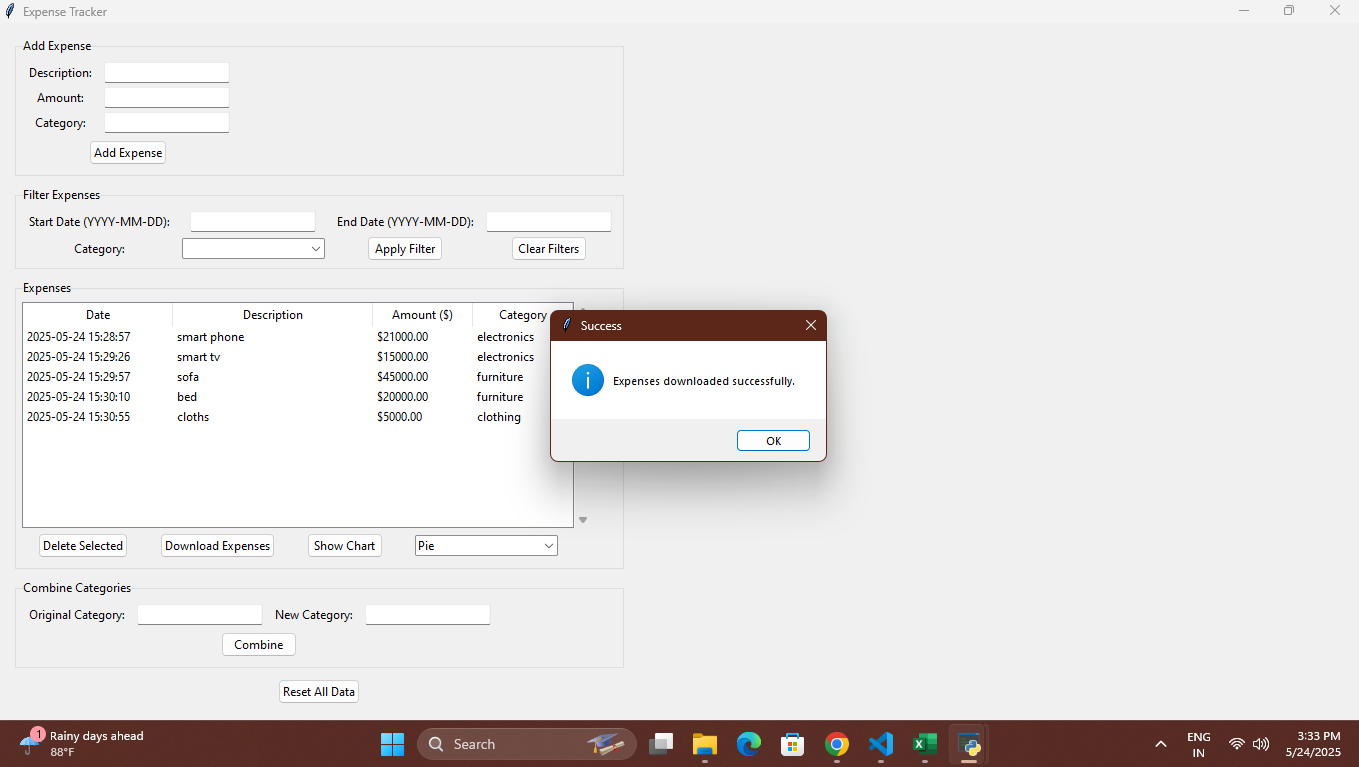 Expense Tracker
Add Expense
Description:
Amount:
Category:
Add Expense
Filter Expenses
Start Date (YYYY-MM-DD): End Date (YYYY-MM-DD):
Category: Apply Filter Clear Filters
Expenses
Date Description Amount ($) Category
2025-05-24 15:28:57 smart phone $21000.00 electronics
2025-05-24 15:29:26 smart tv $15000.00 electronics
2025-05-24 15:29:57 sofa $45000.00 furniture
2025-05-24 15:30:10 bed $20000.00 furniture
2025-05-24 15:30:55 cloths $5000.00 clothing
Success
Expenses downloaded successfully.
OK
Delete Selected Download Expenses Show Chart Pie
Combine Categories
Original Category: New Category:
Combine
Reset All Data
1
Rainy days ahead
88°F
Search
ENG
IN
3:33 PM
5/24/2025